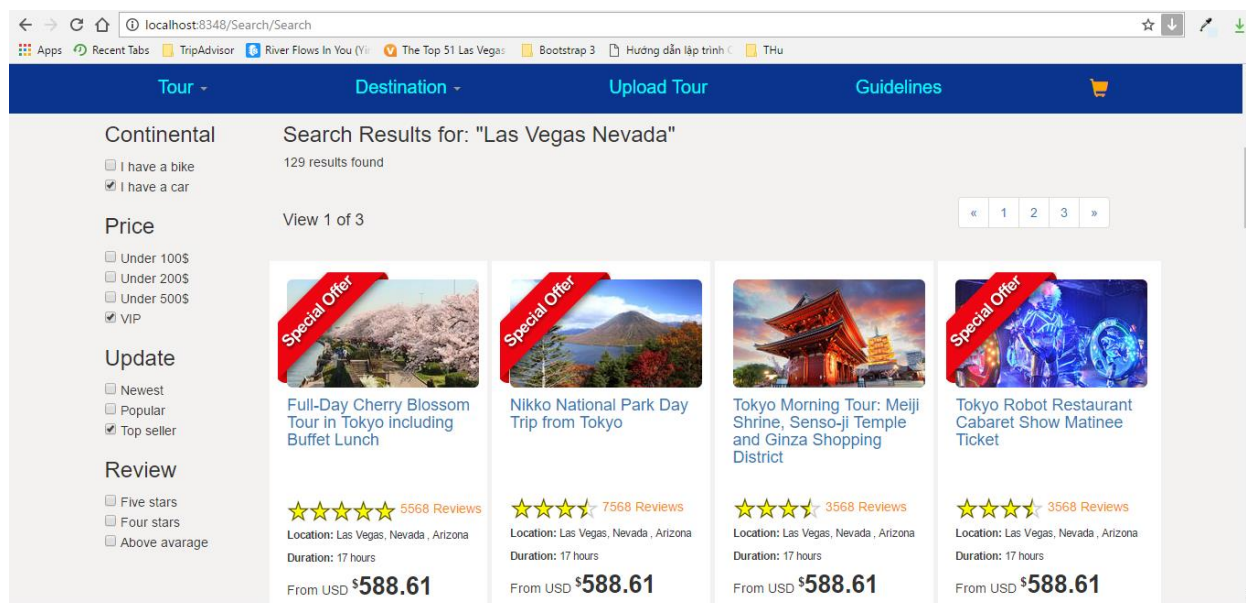 localhost:8348/Search/Search
Apps Recent Tabs TripAdvisor River Flows In You (Yir The Top 51 Las Vegas Bootstrap 3 Hướng dẫn lập trình C THu
Tour Destination Upload Tour Guidelines
Continental
I have a bike
I have a car
Price
Under 100$
Under 200$
Under 500$
VIP
Update
Newest
Popular
Top seller
Review
Five stars
Four stars
Above avarage
Search Results for: "Las Vegas Nevada"
129 results found
View 1 of 3
« 1 2 3 »
Special Offer
Full-Day Cherry Blossom
Tour in Tokyo including
Buffet Lunch
5568 Reviews
Location: Las Vegas, Nevada , Arizona
Duration: 17 hours
From USD $588.61
Special Offer
Nikko National Park Day
Trip from Tokyo
7568 Reviews
Location: Las Vegas, Nevada , Arizona
Duration: 17 hours
From USD $588.61
Tokyo Morning Tour: Meiji
Shrine, Senso-ji Temple
and Ginza Shopping
District
3568 Reviews
Location: Las Vegas, Nevada , Arizona
Duration: 17 hours
From USD $588.61
Special Offer
Tokyo Robot Restaurant
Cabaret Show Matinee
Ticket
3568 Reviews
Location: Las Vegas, Nevada , Arizona
Duration: 17 hours
From USD $588.61